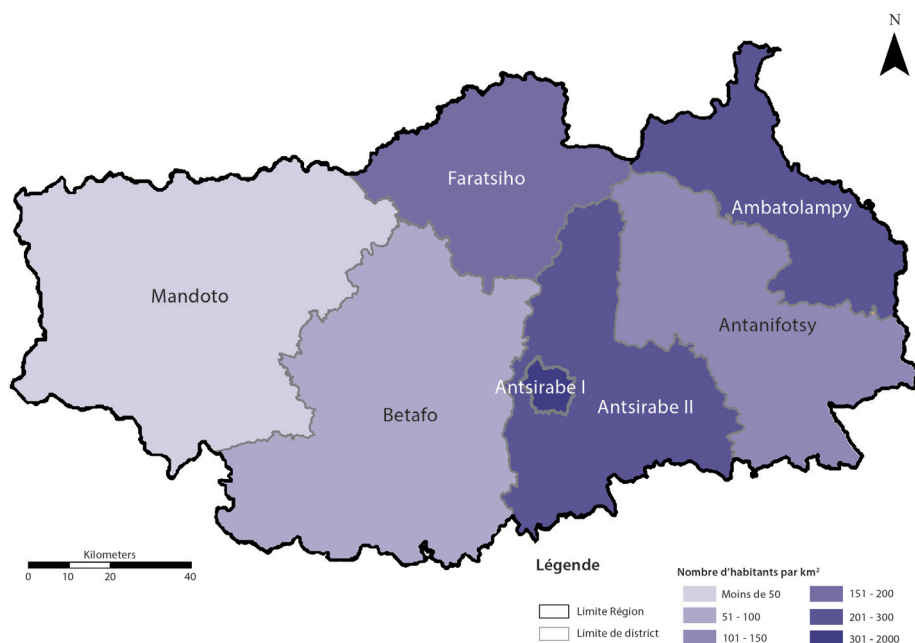 N
Faratsiho
Ambatolampy
Mandoto
Antanifotsy
Antsirabe I
Antsirabe II
Betafo
Kilometers
0 10 20 40
Légende
Limite Région
Limite de district
Nombre d'habitants par km²
Moins de 50
51 - 100
101 - 150
151 - 200
201 - 300
301 - 2000